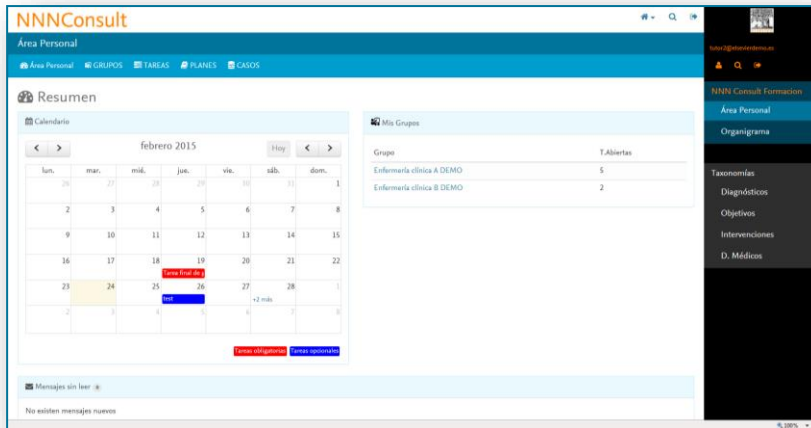 NNNConsult
Área Personal
Área Personal GRUPOS TAREAS PLANES CASOS
Resumen
Calendario
febrero 2015 Hoy
lun. mar. mié. jue. vie. sáb. dom.
26 27 28 29 30 31 1
2 3 4 5 6 7 8
9 10 11 12 13 14 15
16 17 18 19 20 21 22
Tarea final de
23 24 25 26 27 28 1
test +2 más
2 3 4 5 6 7 8
Tareas obligatorias Tareas opcionales
Mensajes sin leer
No existen mensajes nuevos
Mis Grupos
Grupo T.Abiertas
Enfermería clínica A DEMO 5
Enfermería clínica B DEMO 2
tutor2@elsevierdemo.es
NNN Consult Formacion
Área Personal
Organigrama
Taxonomías
Diagnósticos
Objetivos
Intervenciones
D. Médicos
100%